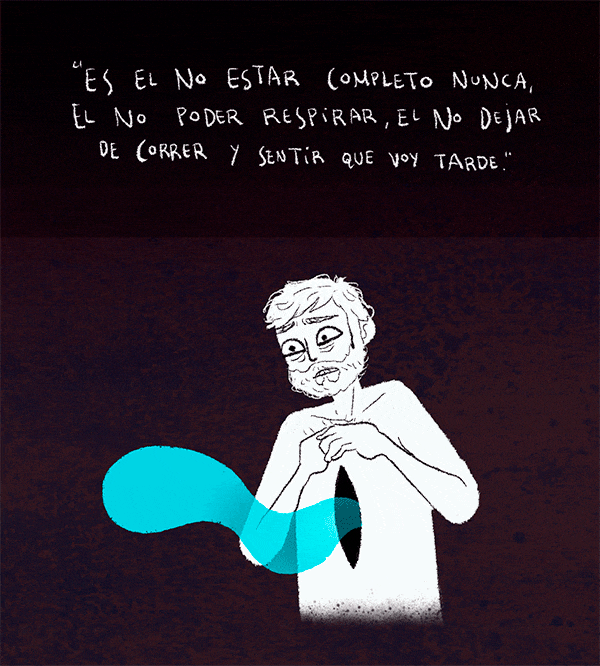 "ES EL NO ESTAR COMPLETO NUNCA,
EL NO PODER RESPIRAR, EL NO DEJAR
DE CORRER Y SENTIR QUE VOY TARDE."